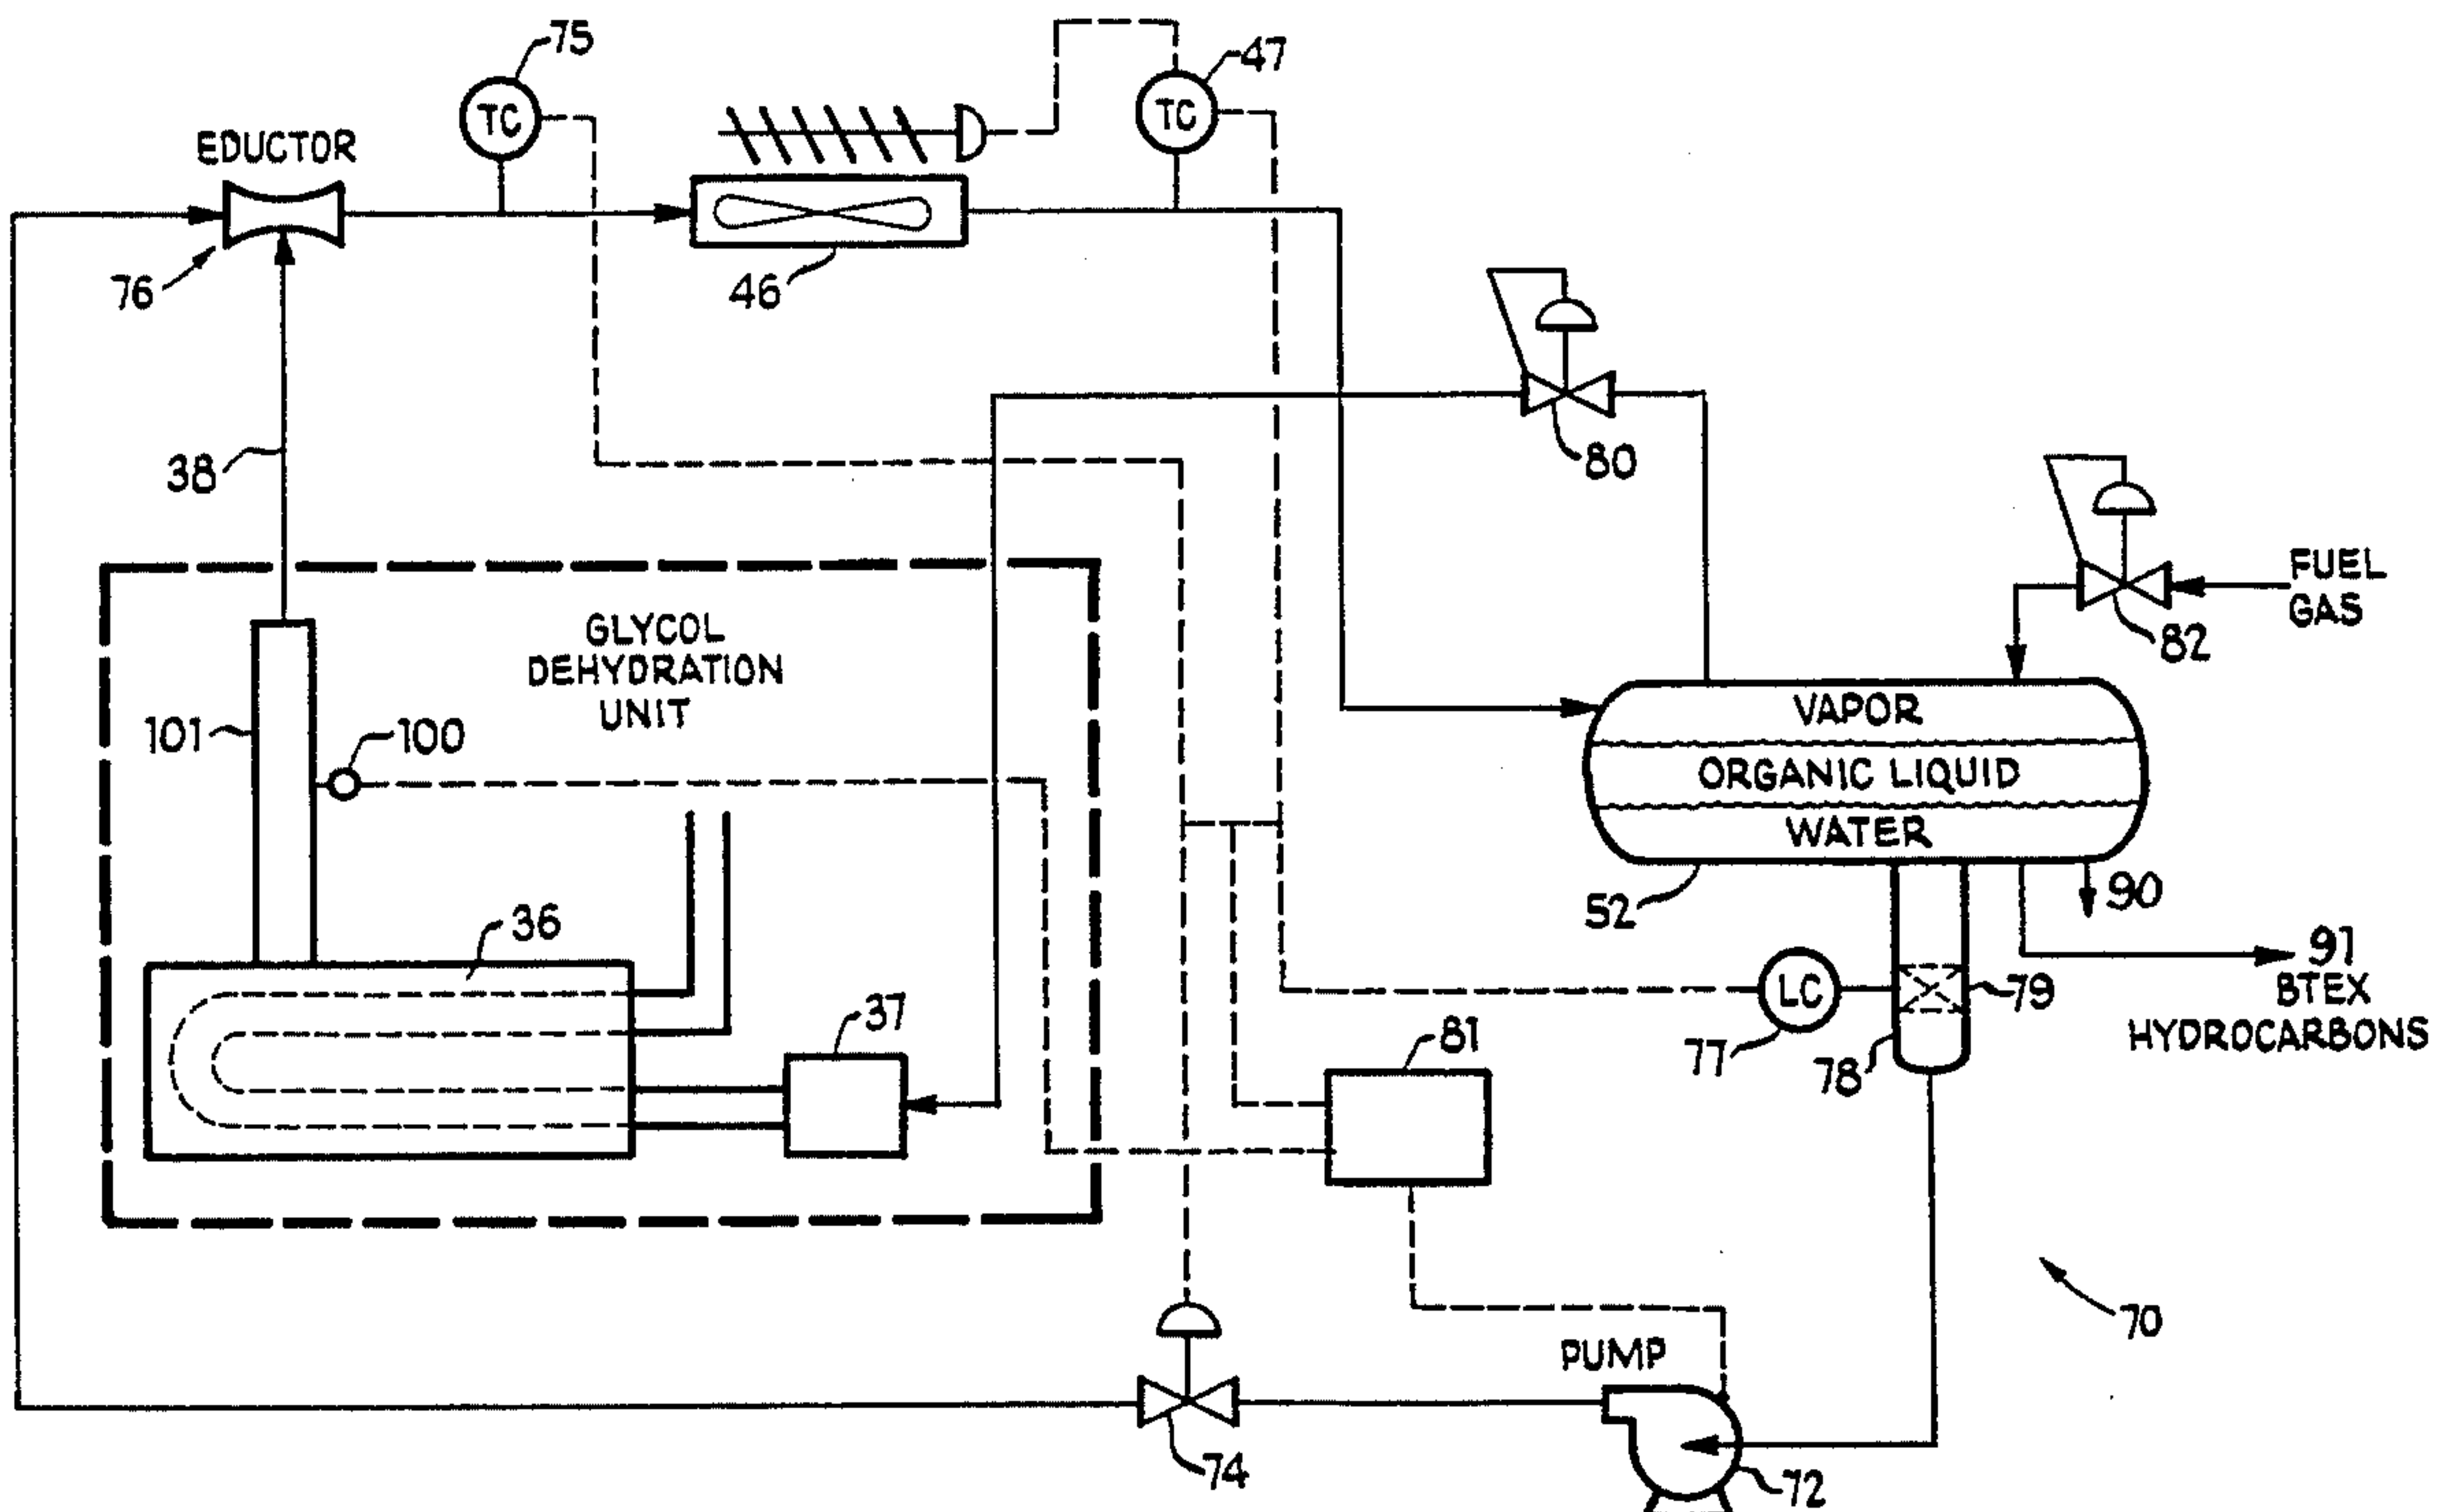 75
47
TC
TC
EDUCTOR
76
46
38
80
FUEL
GAS
82
GLYCOL
DEHYDRATION
UNIT
101
100
VAPOR
ORGANIC LIQUID
WATER
52
90
36
91
BTEX
HYDROCARBONS
LC
79
37
77
78
81
70
PUMP
74
72